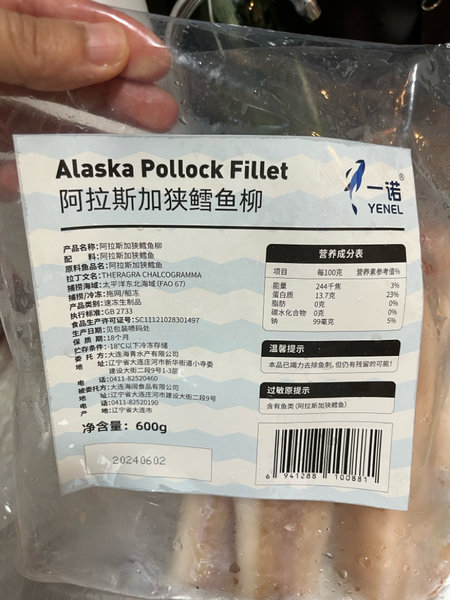 Alaska Pollock Fillet
阿拉斯加狭鳕鱼柳
一诺®
YENEL
产品名称:阿拉斯加狭鳕鱼柳
配 料:阿拉斯加狭鳕鱼
原料鱼品名:阿拉斯加狭鳕鱼
拉丁文名:THERAGRA CHALCOGRAMMA
捕捞海域:太平洋东北海域 (FAO 67)
捕捞/冷冻:拖网/船冻
产品类别:速冻生制品
执行标准:GB 2733
食品生产许可证号:SC11121028301497
生产日期:见包装喷码处
保 质 期:18个月
贮存条件:-18℃以下冷冻存储
委 托 方:大连海青水产有限公司
地 址:辽宁省大连庄河市新华街道小寺委
建设大街二段9号1-3层
电 话:0411-82520460
被委托方:大连海阔食品有限公司
地 址:辽宁省大连庄河市建设大街二段9号
电 话:0411-82520190
产 地:辽宁省大连市
净含量: 600g
20240602
营养成分表
项目 每100克 营养素参考值%
能量 244千焦 3%
蛋白质 13.7克 23%
脂肪 0克 0%
碳水化合物 0克 0%
钠 99毫克 5%
温馨提示
本品已竭力去除鱼刺,但仍有残留的可能!
过敏原提示
含有鱼类 (阿拉斯加狭鳕鱼)
6 941288 100881